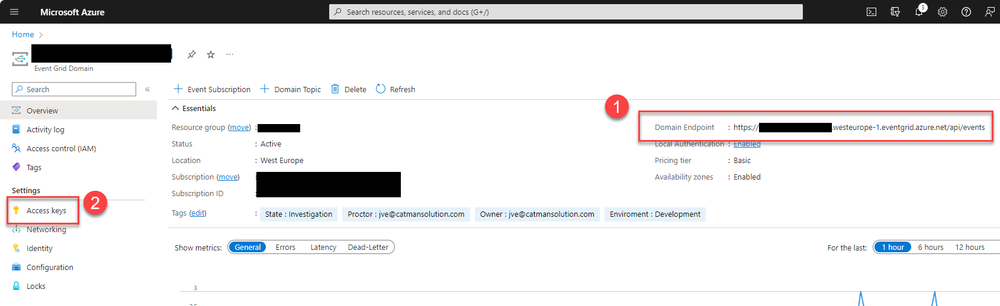 Microsoft Azure
Search resources, services, and docs (G+/)
3
Home
Event Grid Domain
Search
Overview
Activity log
Access control (IAM)
Tags
Settings
Access keys
2
Networking
Identity
Configuration
Locks
Event Subscription
Domain Topic
Delete
Refresh
Essentials
Resource group (move) :
Status : Active
Location : West Europe
Subscription (move) :
Subscription ID
Tags (edit) : State : Investigation Proctor : jve@catmansolution.com Owner : jve@catmansolution.com Enviroment : Development
1
Domain Endpoint : https:// .westeurope-1.eventgrid.azure.net/api/events
Local Authentication : Enabled
Pricing tier : Basic
Availability zones : Enabled
Show metrics: General Errors Latency Dead-Letter
For the last: 1 hour 6 hours 12 hours
3